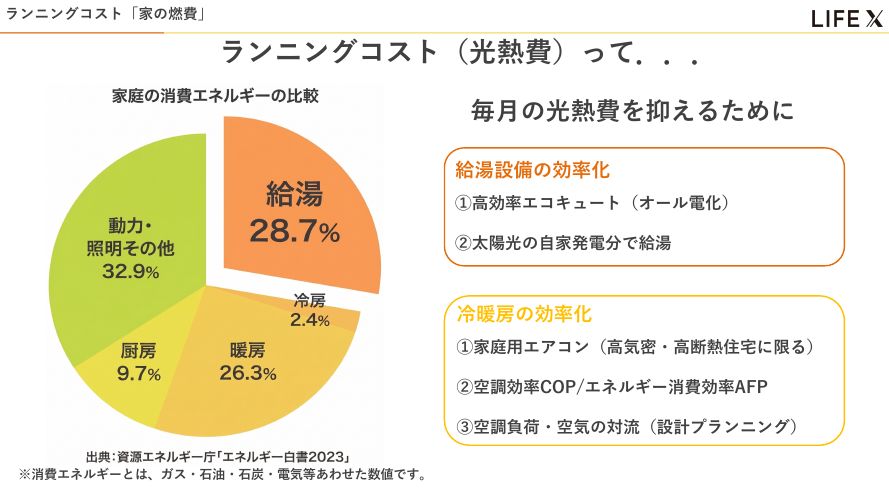 ランニングコスト「家の燃費」
LIFE X
ランニングコスト（光熱費）って．．．
家庭の消費エネルギーの比較
給湯
28.7%
冷房
2.4%
暖房
26.3%
厨房
9.7%
動力・
照明その他
32.9%
出典：資源エネルギー庁「エネルギー白書2023」
※消費エネルギーとは、ガス・石油・石炭・電気等あわせた数値です。
毎月の光熱費を抑えるために
給湯設備の効率化
①高効率エコキュート（オール電化）
②太陽光の自家発電分で給湯
冷暖房の効率化
①家庭用エアコン（高気密・高断熱住宅に限る）
②空調効率COP/エネルギー消費効率AFP
③空調負荷・空気の対流（設計プランニング）